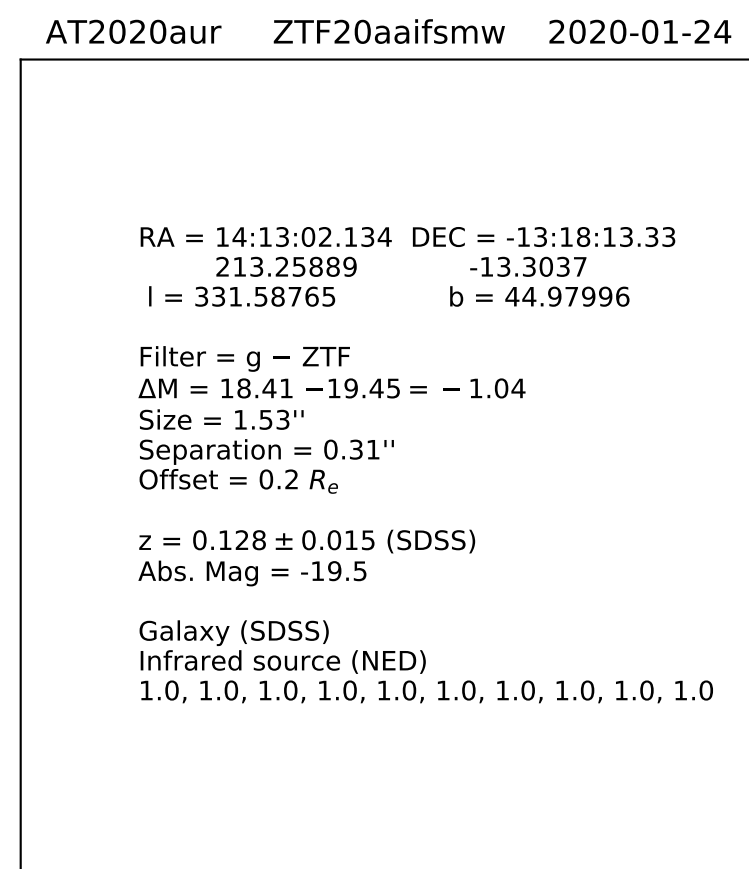 AT2020aur ZTF20aaifsmw 2020-01-24
RA = 14:13:02.134 DEC = -13:18:13.33
213.25889 -13.3037
l = 331.58765 b = 44.97996
Filter = g − ZTF
ΔM = 18.41 −19.45 = − 1.04
Size = 1.53''
Separation = 0.31''
Offset = 0.2 Rₑ
z = 0.128 ± 0.015 (SDSS)
Abs. Mag = -19.5
Galaxy (SDSS)
Infrared source (NED)
1.0, 1.0, 1.0, 1.0, 1.0, 1.0, 1.0, 1.0, 1.0, 1.0